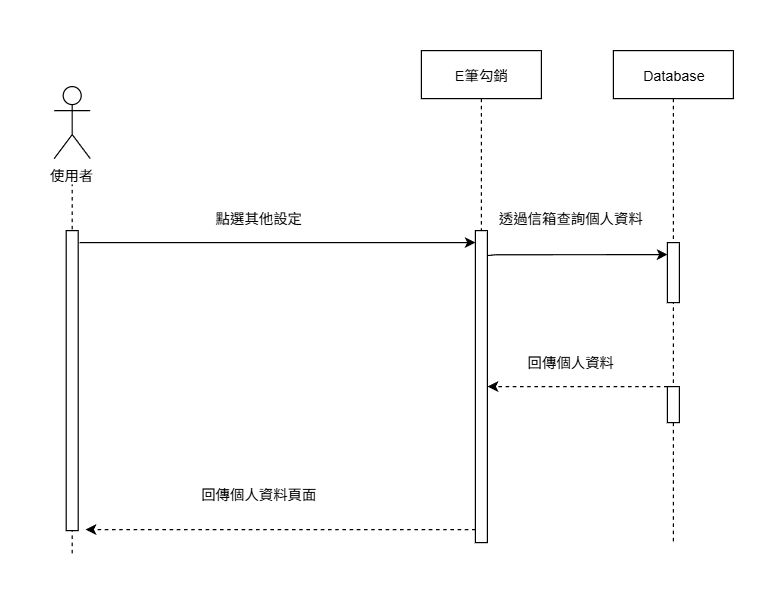 E筆勾銷
Database
使用者
點選其他設定
透過信箱查詢個人資料
回傳個人資料
回傳個人資料頁面